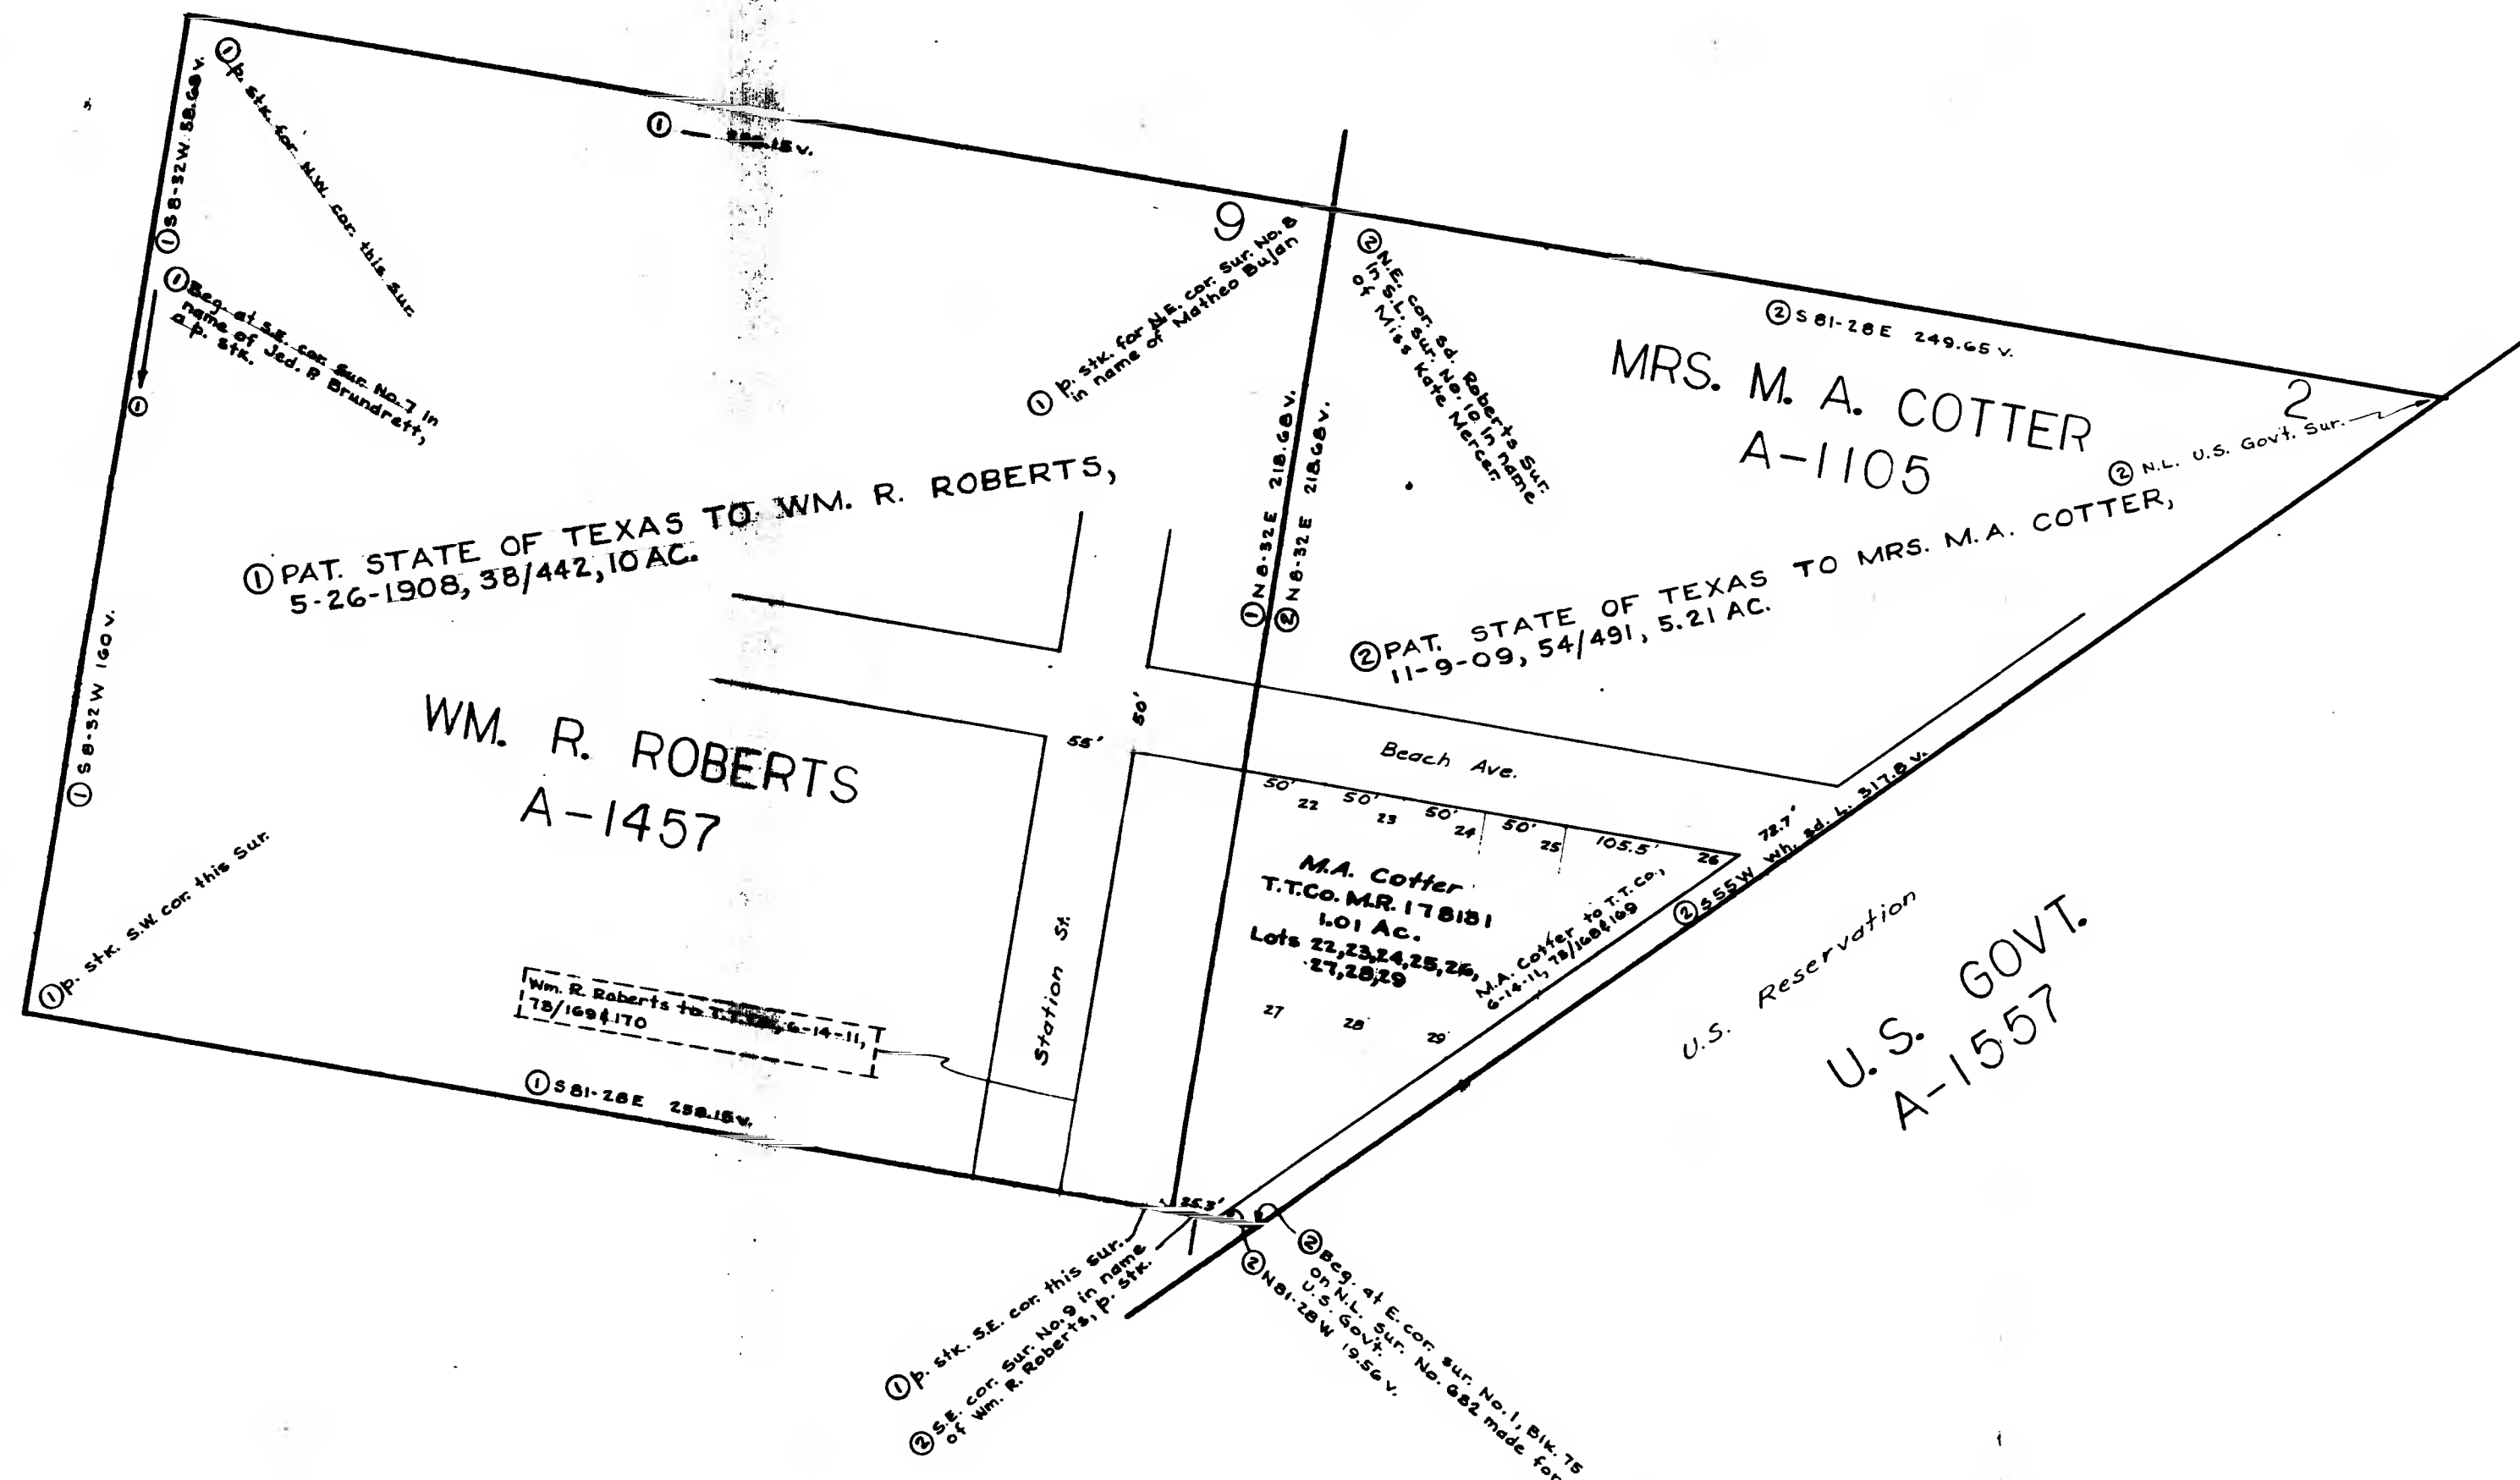 ① p. stk. for N.W. cor. this Sur.
① S 8-32W 58.68 v.
① Beg. at S.E. cor. Sur. No. 7 in
name of Jed. P Brundrett,
a p. stk.
①
① 15 v.
9
① p. stk. for N.E. cor. Sur. No. 8
in name of Matheo Bujan
② N.E. cor. sd. Roberts Sur.
in S.L. Sur. No. 10 in name
of Miss Kate Mercer.
② S 81-28 E 249.65 v.
MRS. M. A. COTTER
A-1105
2
② N.L. U.S. Govt. Sur.
① PAT. STATE OF TEXAS TO WM. R. ROBERTS,
5-26-1908, 38/442, 10 AC.
① N 8-32 E 218.68 v.
② N 8-32 E 218.68 v.
② PAT. STATE OF TEXAS TO MRS. M. A. COTTER,
11-9-09, 54/491, 5.21 AC.
① S 8-32 W 160 v.
WM. R. ROBERTS
A-1457
50'
55'
Beach Ave.
50' 50' 50' 50' 105.5'
22 23 24 25 26
72.7'
② S 55 W Wh. sd. L. 317.8 v.
M.A. Cotter
T.T.Co. M.R. 178181
1.01 Ac.
Lots 22,23,24,25,26,
27,28,29
M.A. Cotter to T.T.Co.,
6-14-11, 78/168&169
27 28 29
U.S. Reservation
U.S. GOVT.
A-1557
① p. stk. S.W. cor. this Sur.
Wm. R. Roberts to 6-14-11,
78/169&170
Station St.
① S 81-28 E 258.15 v.
25.3'
① p. stk. S.E. cor. this Sur.
② S.E. cor. Sur. No. 9 in name
of Wm. R. Roberts, p. stk.
② N 81-28 W 19.56 v.
② Beg. at E. cor. Sur. No. 1, Blk. 75
on N.L. Sur. No. 682 made for
U.S. Govt.